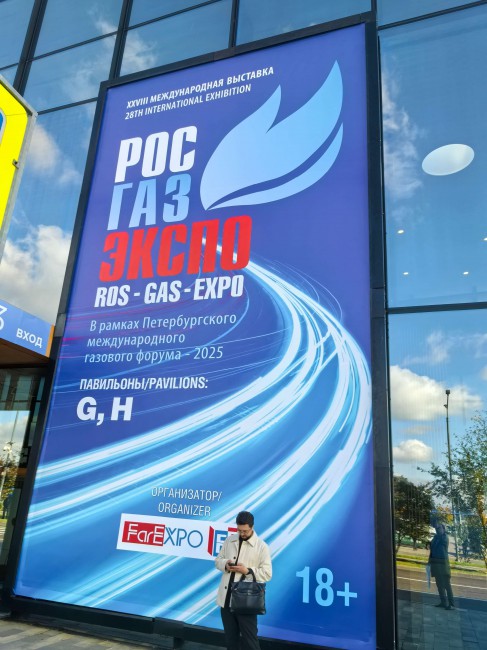 XXVIII МЕЖДУНАРОДНАЯ ВЫСТАВКА
28TH INTERNATIONAL EXHIBITION
РОС
ГАЗ
ЭКСПО
ROS - GAS - EXPO
В рамках Петербургского
международного
газового форума - 2025
ПАВИЛЬОНЫ/PAVILIONS:
G, H
ВХОД
ОРГАНИЗАТОР/
ORGANIZER
FarEXPO
18+